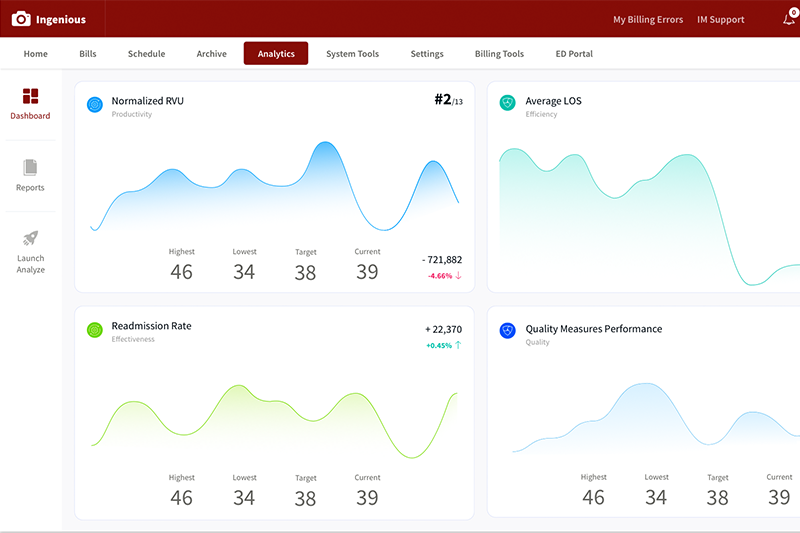 Ingenious
My Billing Errors IM Support 0
Home Bills Schedule Archive Analytics System Tools Settings Billing Tools ED Portal
Dashboard
Reports
Launch
Analyze
Normalized RVU
Productivity
#2/13
Highest Lowest Target Current
46 34 38 39
- 721,882
-4.66% ↓
Average LOS
Efficiency
Readmission Rate
Effectiveness
+ 22,370
+0.45% ↑
Highest Lowest Target Current
46 34 38 39
Quality Measures Performance
Quality
Highest Lowest Target Current
46 34 38 39